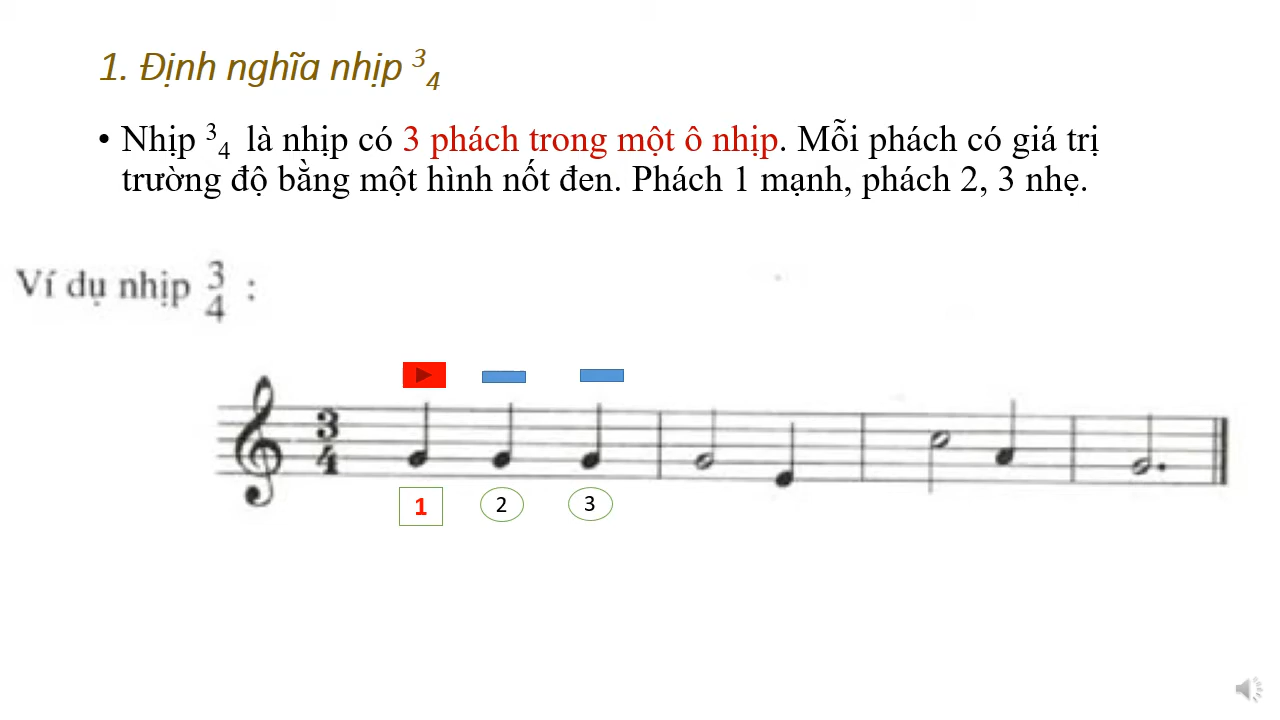 1. Định nghĩa nhịp 3 4
• Nhịp 3 4 là nhịp có 3 phách trong một ô nhịp. Mỗi phách có giá trị
trường độ bằng một hình nốt đen. Phách 1 mạnh, phách 2, 3 nhẹ.
Ví dụ nhịp 3 4 :
3
4
1 2 3